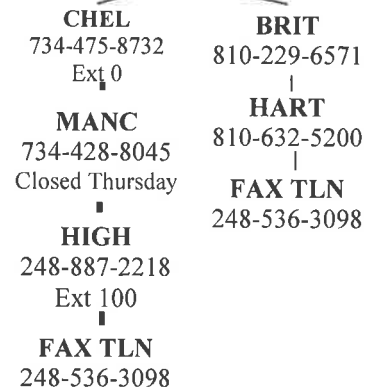 CHEL
734-475-8732
Ext 0
MANC
734-428-8045
Closed Thursday
HIGH
248-887-2218
Ext 100
FAX TLN
248-536-3098
BRIT
810-229-6571
HART
810-632-5200
FAX TLN
248-536-3098